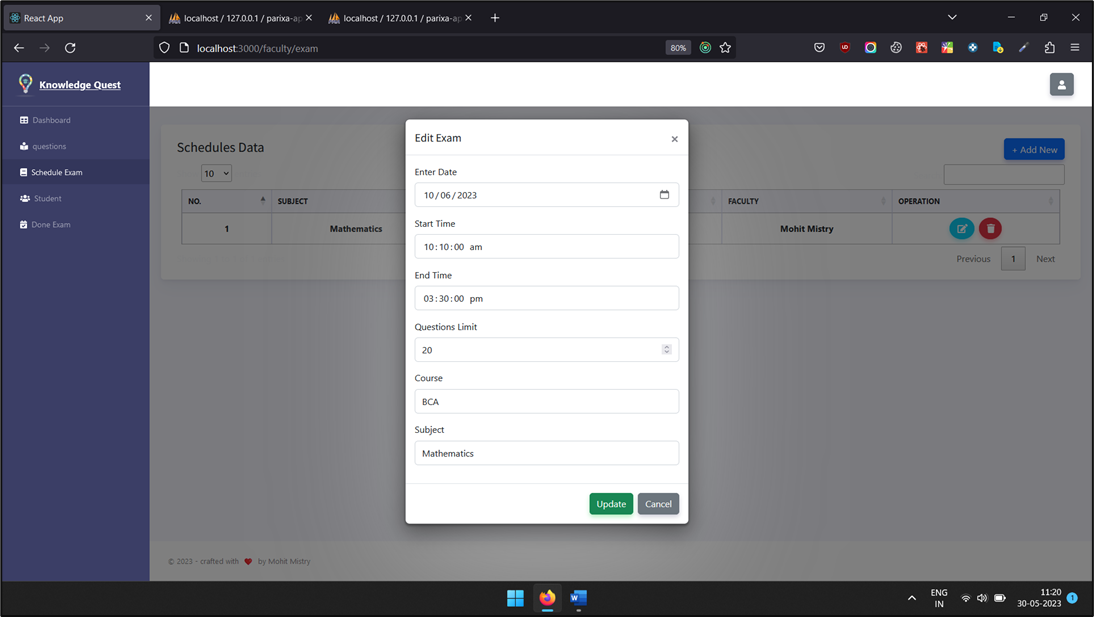 React App
localhost / 127.0.0.1 / parixa-ap
localhost / 127.0.0.1 / parixa-ap
localhost:3000/faculty/exam
80%
Knowledge Quest
Dashboard
questions
Schedule Exam
Student
Done Exam
Schedules Data
+ Add New
10
NO.
SUBJECT
FACULTY
OPERATION
1
Mathematics
Mohit Mistry
Previous
1
Next
Edit Exam
×
Enter Date
10/06/2023
Start Time
10:10:00 am
End Time
03:30:00 pm
Questions Limit
20
Course
BCA
Subject
Mathematics
Update
Cancel
© 2023 - crafted with ❤ by Mohit Mistry
ENG
IN
11:20
30-05-2023
1